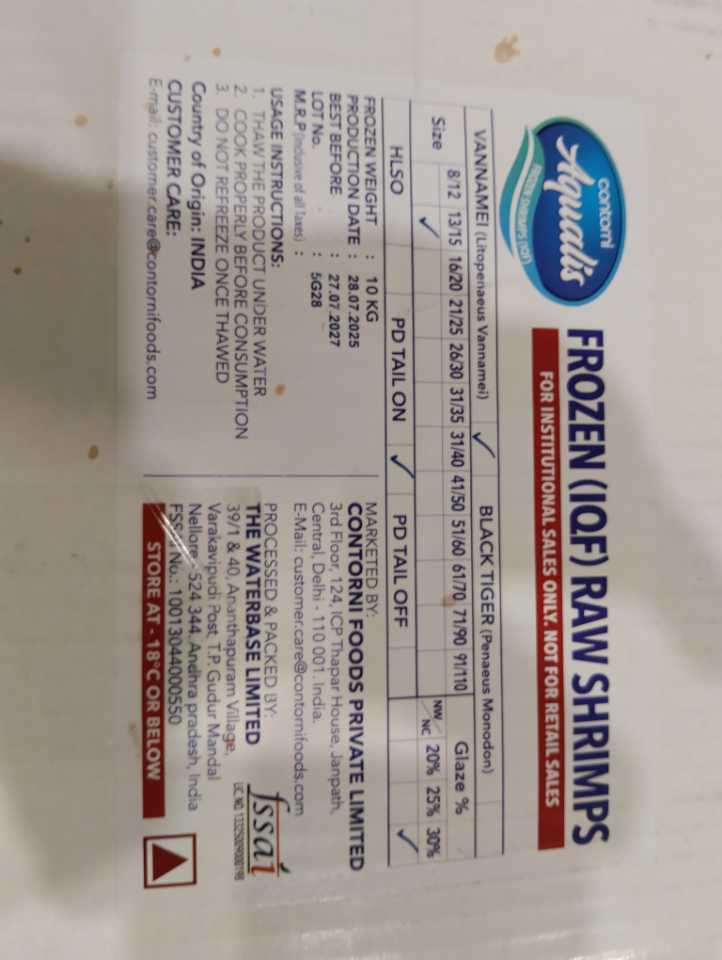 contorni
Aqualis
FROZEN SHRIMPS (IQF)
FROZEN (IQF) RAW SHRIMPS
FOR INSTITUTIONAL SALES ONLY. NOT FOR RETAIL SALES
VANNAMEI (Litopenaeus Vannamei) ✓ BLACK TIGER (Penaeus Monodon)
Size 8/12 13/15 16/20 21/25 26/30 31/35 31/40 41/50 51/60 61/70 71/90 91/110 Glaze %
✓ NW/NC 20% 25% 30%
HLSO PD TAIL ON ✓ PD TAIL OFF ✓
FROZEN WEIGHT : 10 KG
PRODUCTION DATE : 28.07.2025
BEST BEFORE : 27.07.2027
LOT No. : 5G28
M.R.P (Inclusive of all Taxes) :
USAGE INSTRUCTIONS:
1. THAW THE PRODUCT UNDER WATER
2. COOK PROPERLY BEFORE CONSUMPTION
3. DO NOT REFREEZE ONCE THAWED
Country of Origin: INDIA
CUSTOMER CARE:
E-mail: customer.care@contornifoods.com
MARKETED BY:
CONTORNI FOODS PRIVATE LIMITED
3rd Floor, 124, ICP Thapar House, Janpath,
Central, Delhi - 110 001. India.
E-Mail: customer.care@contornifoods.com
PROCESSED & PACKED BY:
THE WATERBASE LIMITED
39/1 & 40, Ananthapuram Village,
Varakavipudi Post, T.P. Gudur Mandal
Nellore - 524 344. Andhra pradesh, India
FSSAI No.: 10013044000550
fssai
STORE AT - 18°C OR BELOW